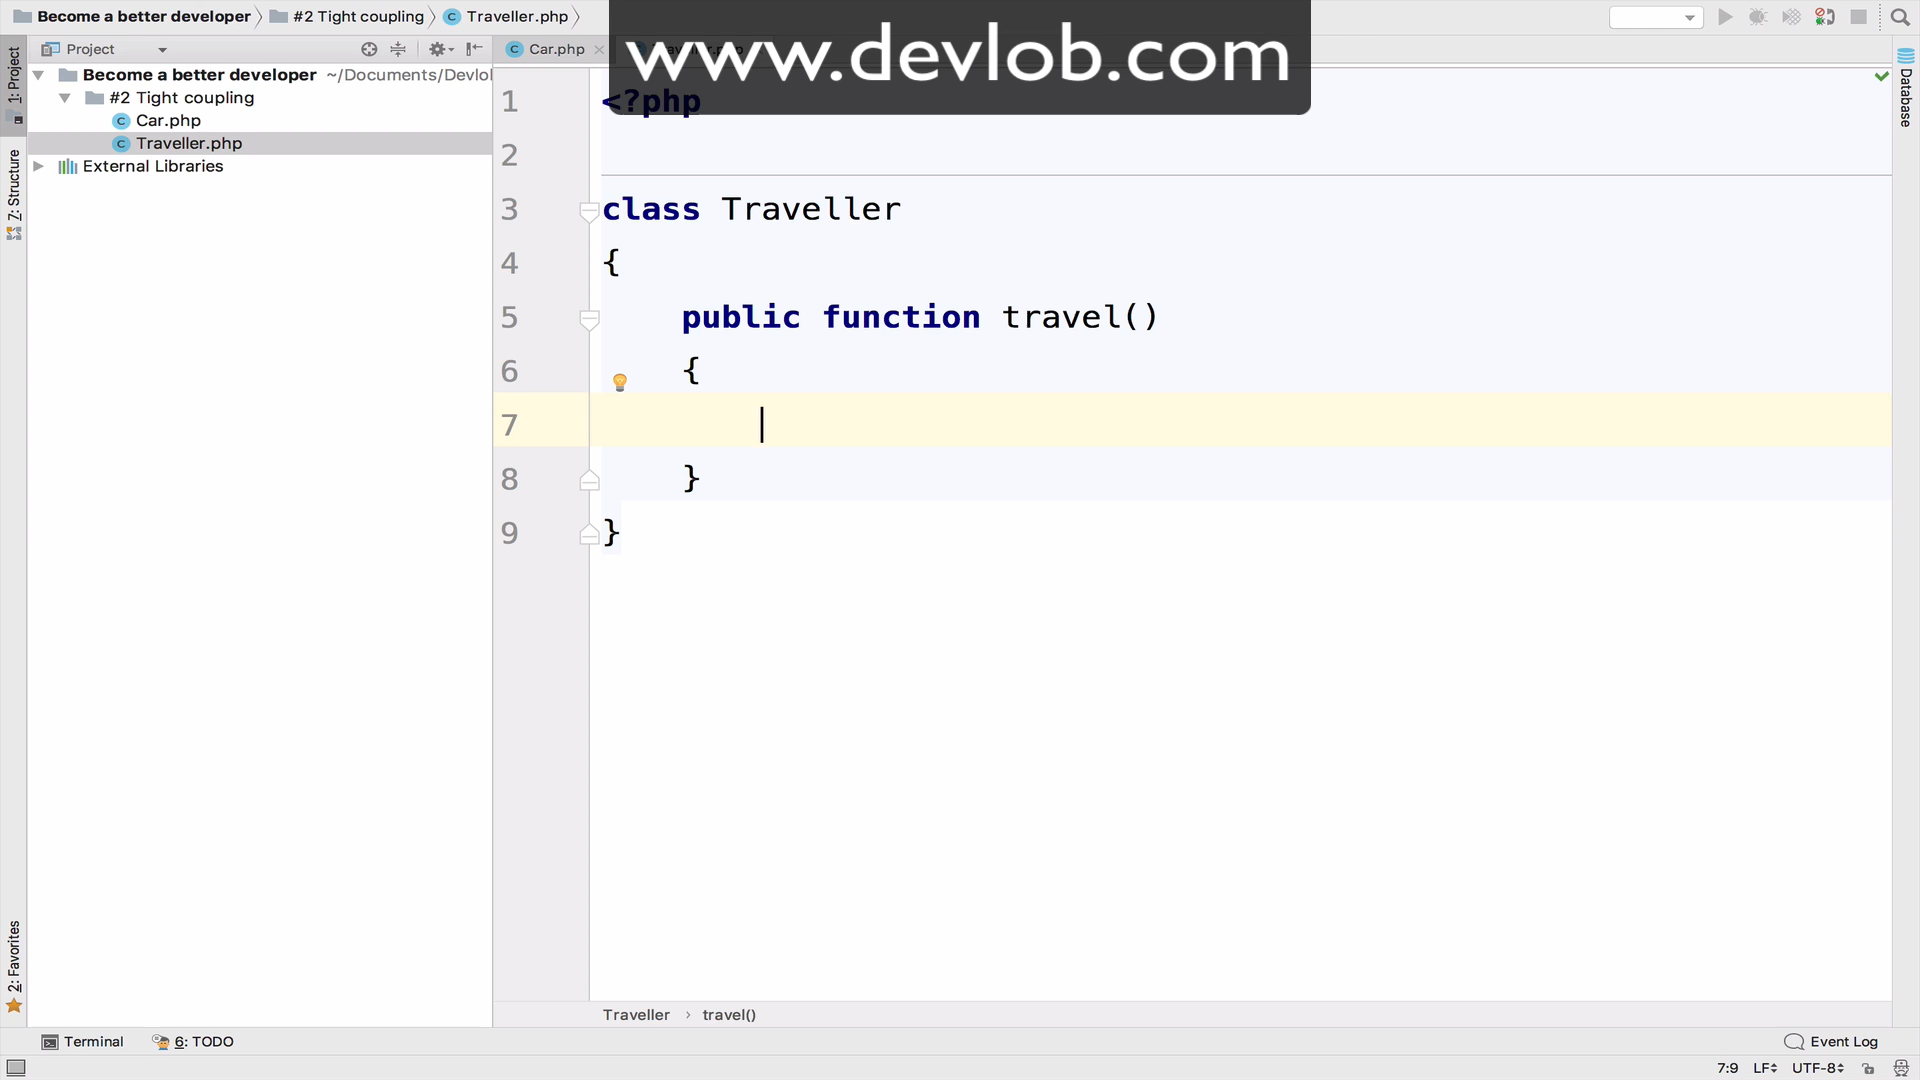 Become a better developer
#2 Tight coupling
Traveller.php
www.devlob.com
1: Project
7: Structure
2: Favorites
Project
Become a better developer ~/Documents/Devlo
#2 Tight coupling
Car.php
Traveller.php
External Libraries
Car.php
1 <?php
2
3 class Traveller
4 {
5 public function travel()
6 {
7
8 }
9 }
Database
Traveller › travel()
Terminal
6: TODO
Event Log
7:9 LF UTF-8